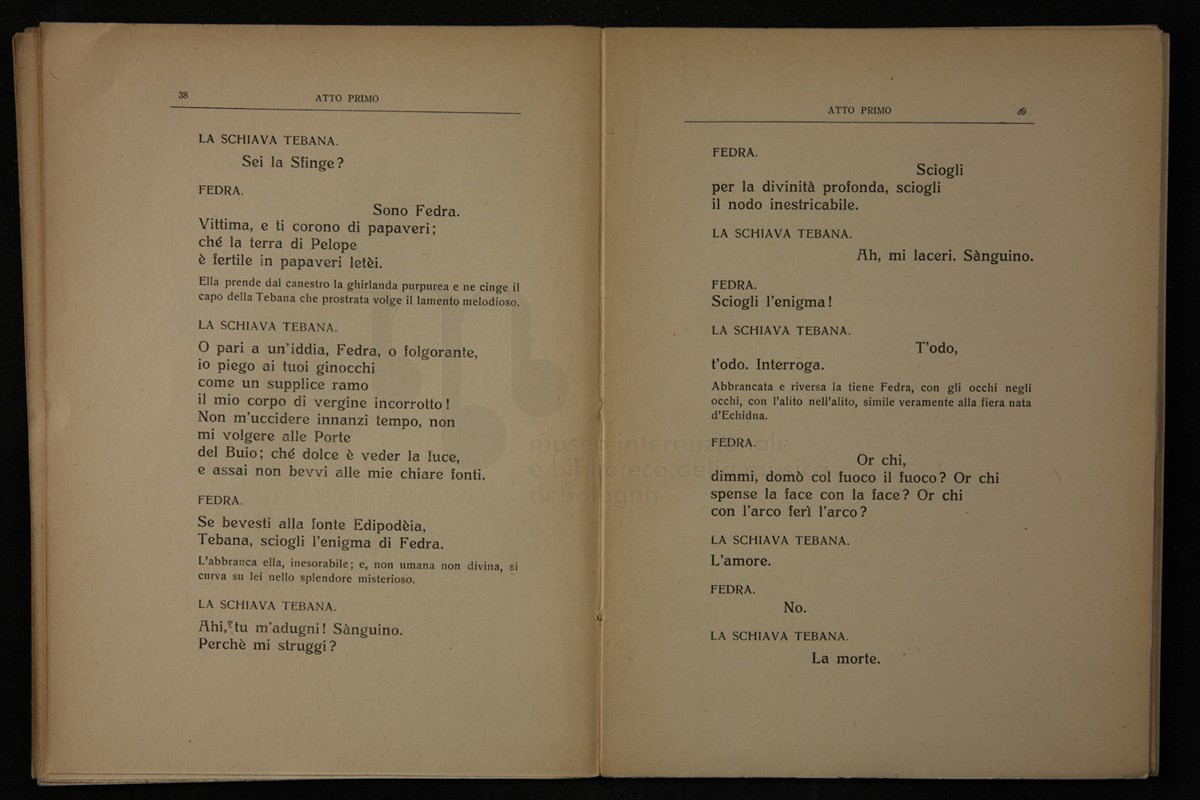 38
ATTO PRIMO
LA SCHIAVA TEBANA.
Sei la Sfinge?
FEDRA.
Sono Fedra.
Vittima, e ti corono di papaveri;
ché la terra di Pelope
è fertile in papaveri letèi.
Ella prende dal canestro la ghirlanda purpurea e ne cinge il
capo della Tebana che prostrata volge il lamento melodioso.
LA SCHIAVA TEBANA.
O pari a un'iddia, Fedra, o folgorante,
io piego ai tuoi ginocchi
come un supplice ramo
il mio corpo di vergine incorrotto!
Non m'uccidere innanzi tempo, non
mi volgere alle Porte
del Buio; ché dolce è veder la luce,
e assai non bevvi alle mie chiare fonti.
FEDRA.
Se bevesti alla fonte Edipodèia,
Tebana, sciogli l'enigma di Fedra.
L'abbranca ella, inesorabile; e, non umana non divina, si
curva su lei nello splendore misterioso.
LA SCHIAVA TEBANA.
Ahi, tu m'adugni! Sànguino.
Perchè mi struggi?
ATTO PRIMO
39
FEDRA.
Sciogli
per la divinità profonda, sciogli
il nodo inestricabile.
LA SCHIAVA TEBANA.
Ah, mi laceri. Sànguino.
FEDRA.
Sciogli l'enigma!
LA SCHIAVA TEBANA.
T'odo,
t'odo. Interroga.
Abbrancata e riversa la tiene Fedra, con gli occhi negli
occhi, con l'alito nell'alito, simile veramente alla fiera nata
d'Echidna.
FEDRA.
Or chi,
dimmi, domò col fuoco il fuoco? Or chi
spense la face con la face? Or chi
con l'arco ferì l'arco?
LA SCHIAVA TEBANA.
L'amore.
FEDRA.
No.
LA SCHIAVA TEBANA.
La morte.
museo internazionale
e biblioteca della musica
di bologna